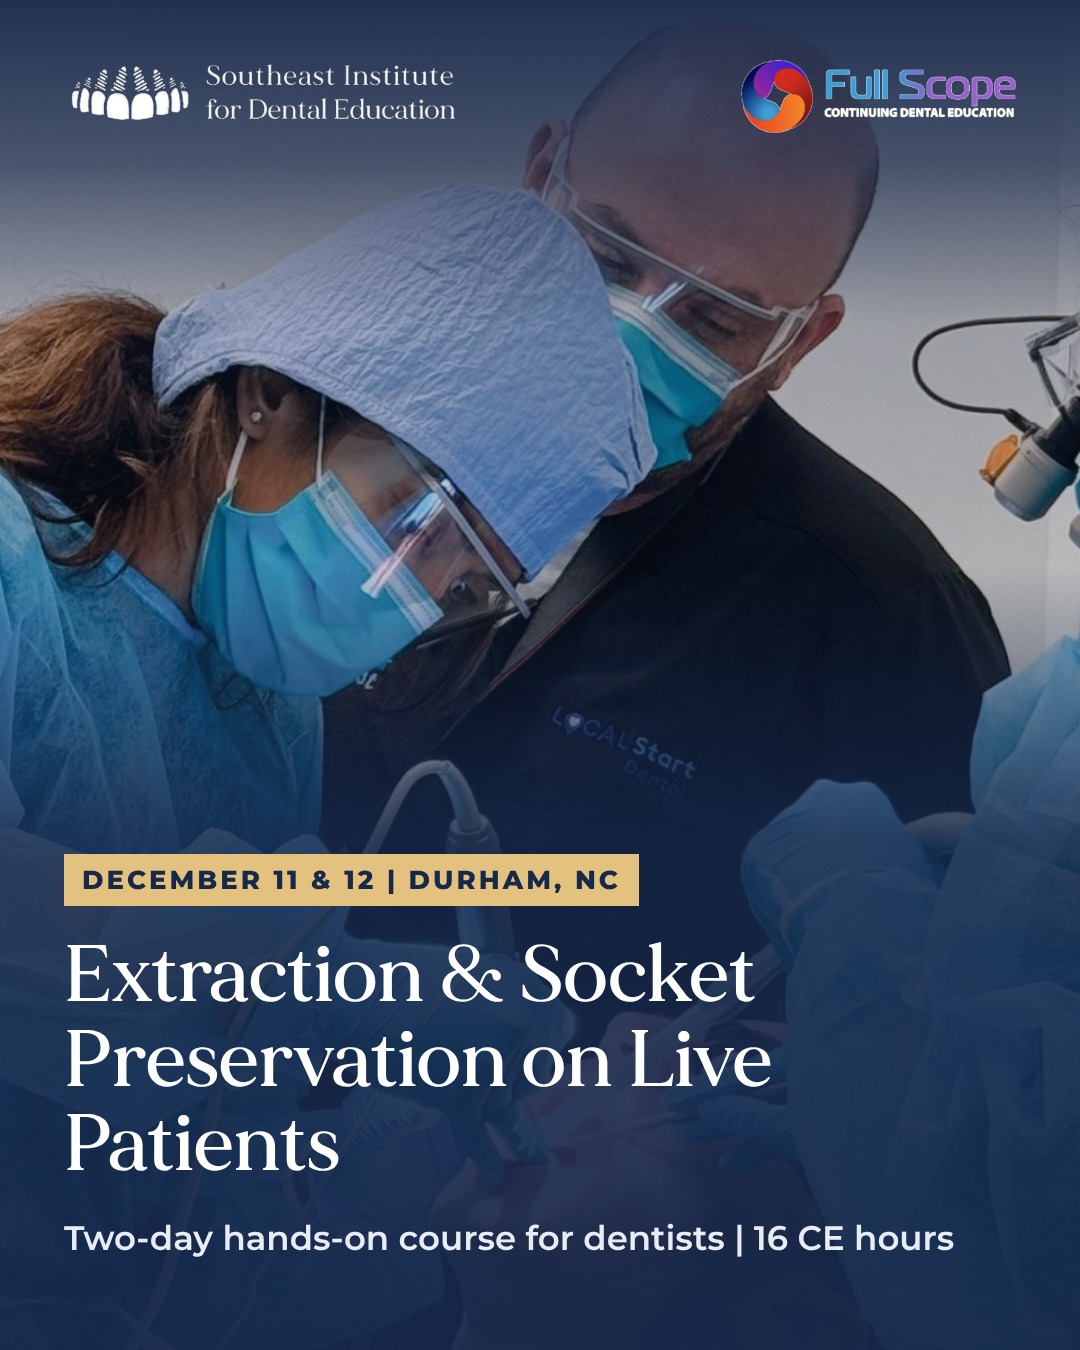 Southeast Institute
for Dental Education
Full Scope
CONTINUING DENTAL EDUCATION
LOCAL Start
Dental
DECEMBER 11 & 12 | DURHAM, NC
Extraction & Socket
Preservation on Live
Patients
Two-day hands-on course for dentists | 16 CE hours